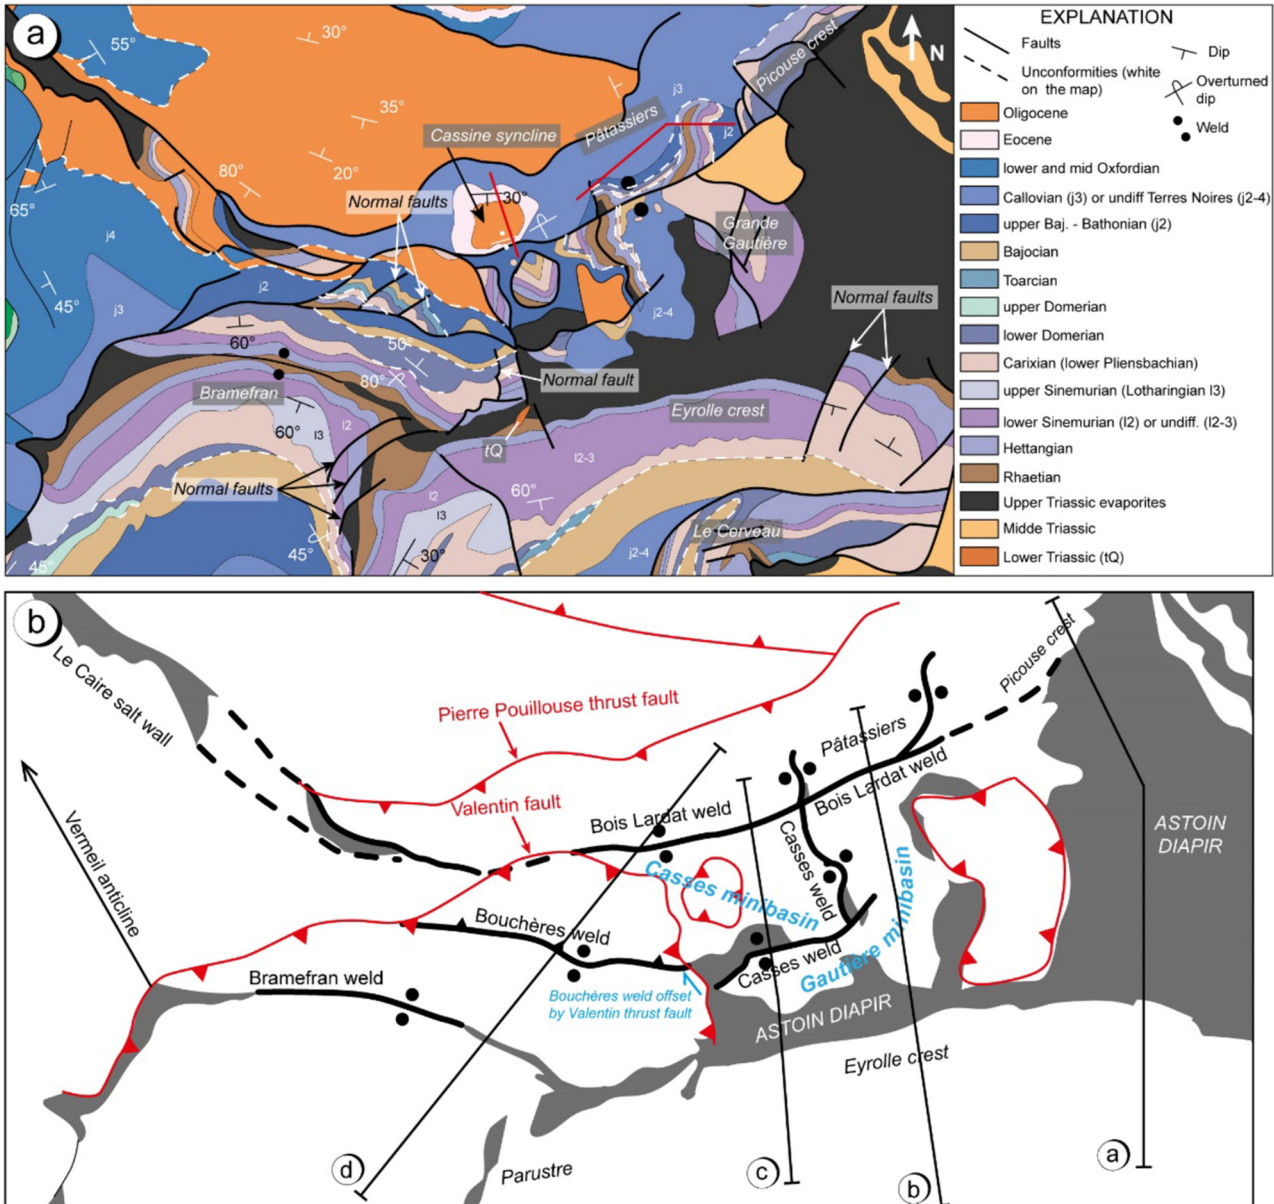 a
55°
30°
35°
20°
80°
65°
45°
j4
j3
j2
j3
j2
Picouse crest
N
Pâtassiers
Cassine syncline
30°
Normal faults
Grande
Gautière
j2-4
Normal faults
60°
50°
80°
Normal fault
Bramefran
Eyrolle crest
60°
l3
l2
tQ
l2-3
Normal faults
l2
l3
60°
45°
30°
45°
j2-4
Le Cerveau
EXPLANATION
Faults
Dip
Unconformities (white
on the map)
Overturned
dip
Weld
Oligocene
Eocene
lower and mid Oxfordian
Callovian (j3) or undiff Terres Noires (j2-4)
upper Baj. - Bathonian (j2)
Bajocian
Toarcian
upper Domerian
lower Domerian
Carixian (lower Pliensbachian)
upper Sinemurian (Lotharingian l3)
lower Sinemurian (l2) or undiff. (l2-3)
Hettangian
Rhaetian
Upper Triassic evaporites
Midde Triassic
Lower Triassic (tQ)
b
Le Caire salt wall
Pierre Pouillouse thrust fault
Picouse crest
Pâtassiers
Valentin fault
Bois Lardat weld
Bois Lardat weld
Vermeil anticline
Casses minibasin
Casses weld
Gautière minibasin
ASTOIN
DIAPIR
Bouchères weld
Casses weld
Bramefran weld
Bouchères weld offset
by Valentin thrust fault
ASTOIN DIAPIR
Eyrolle crest
Parustre
d
c
b
a